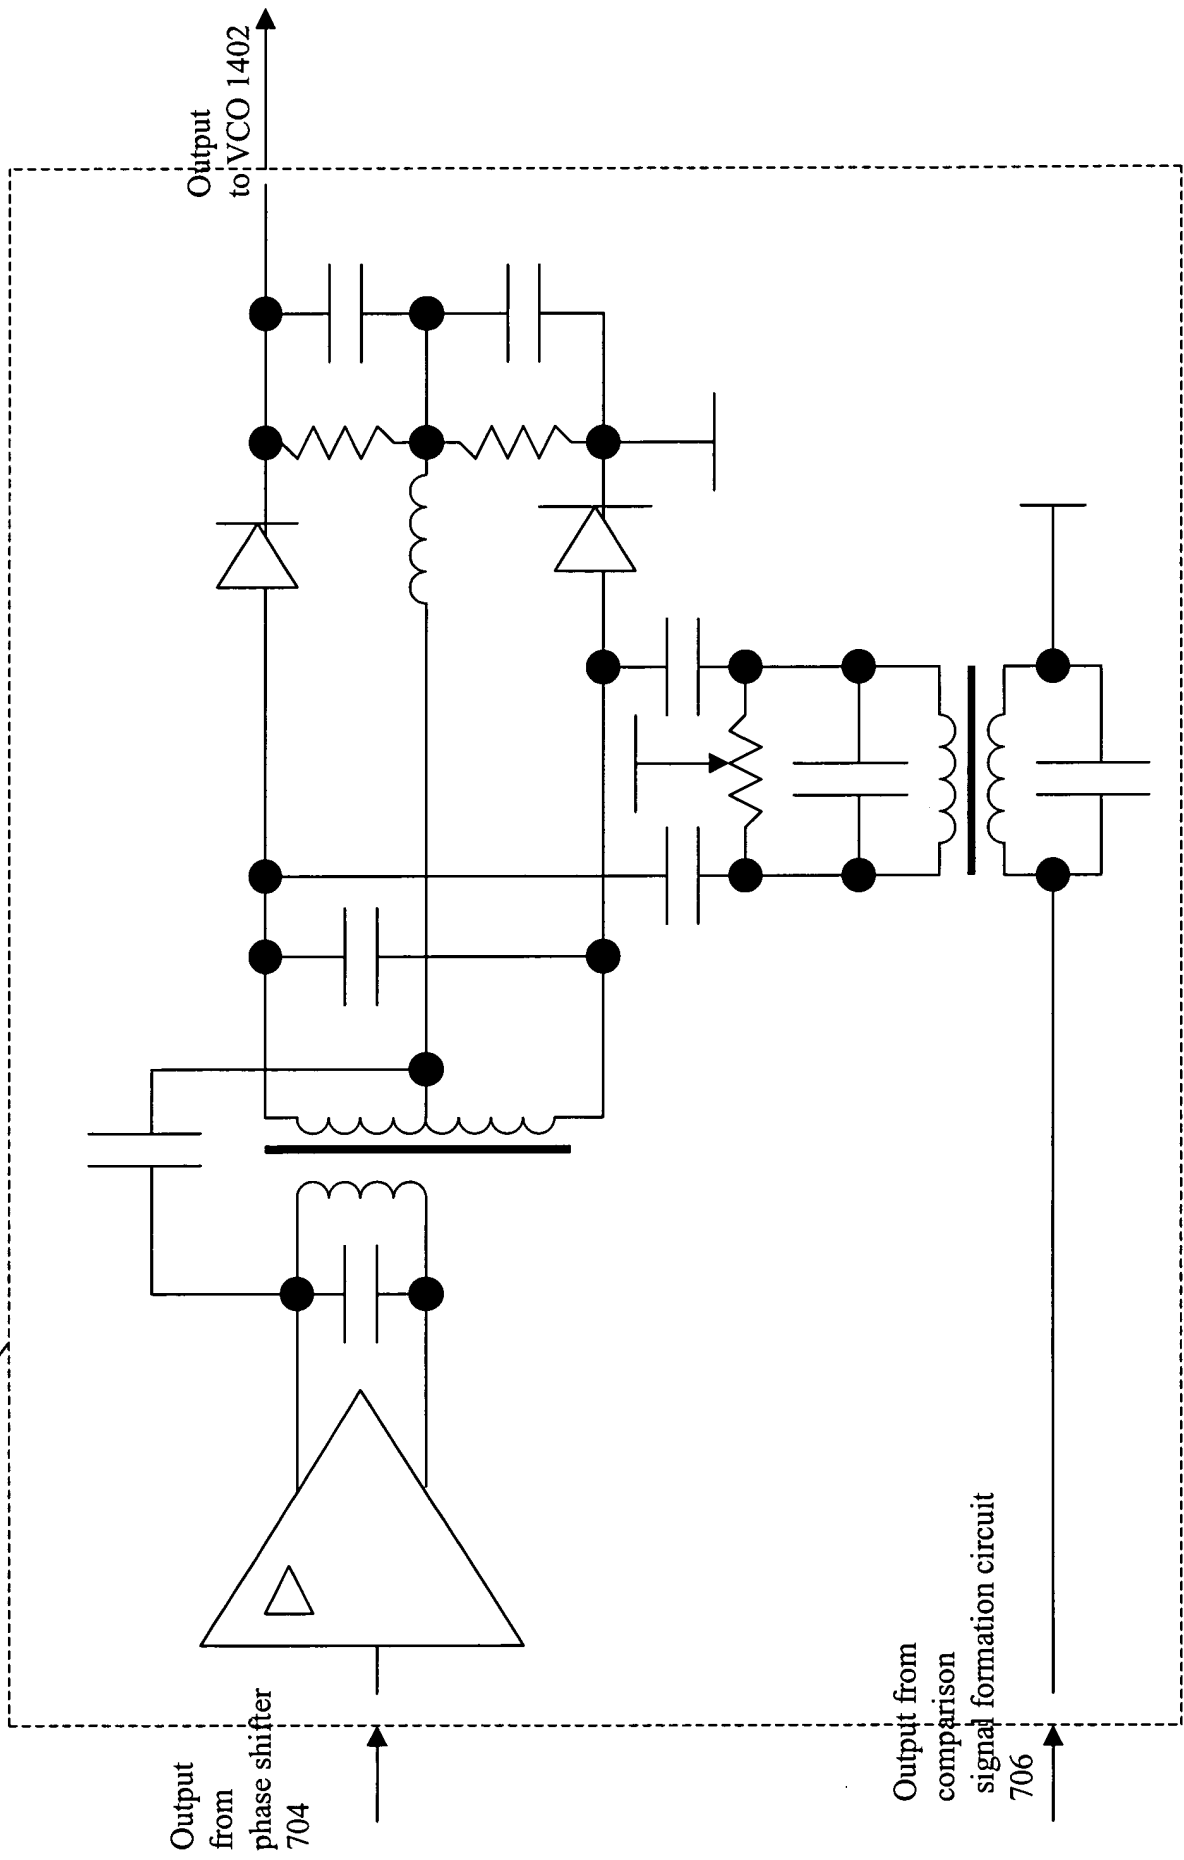 Output
to VCO 1402
Output
from
phase shifter
704
Output from
comparison
signal formation circuit
706